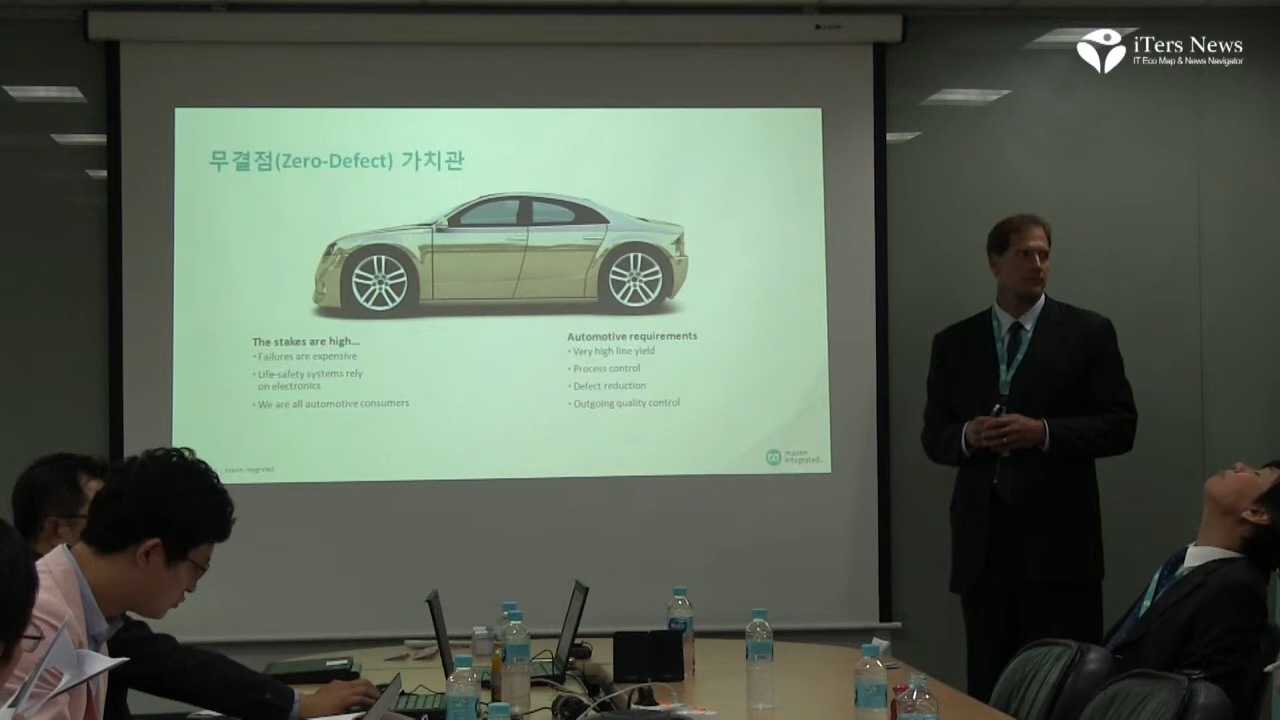 iTers News
IT Eco Map & News Navigator
무결점(Zero-Defect) 가치관
The stakes are high...
• Failures are expensive
• Life-safety systems rely
on electronics
• We are all automotive consumers
Automotive requirements
• Very high line yield
• Process control
• Defect reduction
• Outgoing quality control
maxim
integrated
maxim integrated